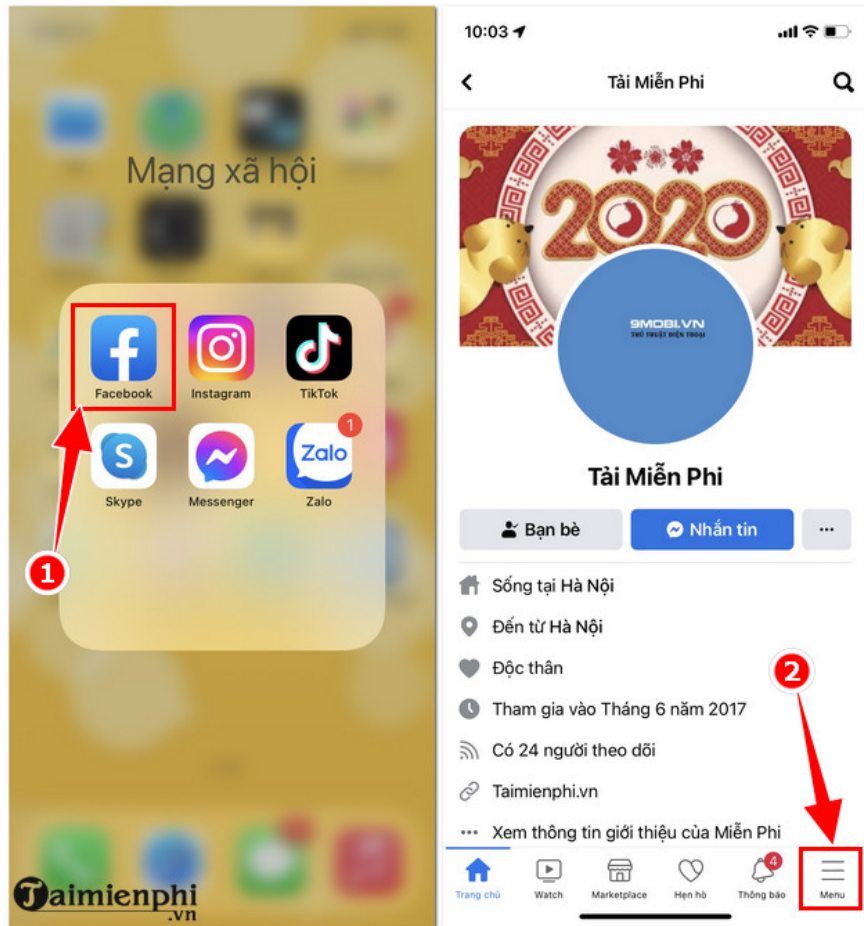 Mạng xã hội
Facebook
Instagram
TikTok
1
Zalo
Skype
Messenger
Zalo
1
Taimienphi
.vn
10:03
Tải Miễn Phi
2020
9MOBI.VN
THỦ THUẬT ĐIỆN THOẠI
Tải Miễn Phi
Bạn bè
Nhắn tin
Sống tại Hà Nội
Đến từ Hà Nội
Độc thân
2
Tham gia vào Tháng 6 năm 2017
Có 24 người theo dõi
Taimienphi.vn
Xem thông tin giới thiệu của Miễn Phi
4
Trang chủ
Watch
Marketplace
Hẹn hò
Thông báo
Menu